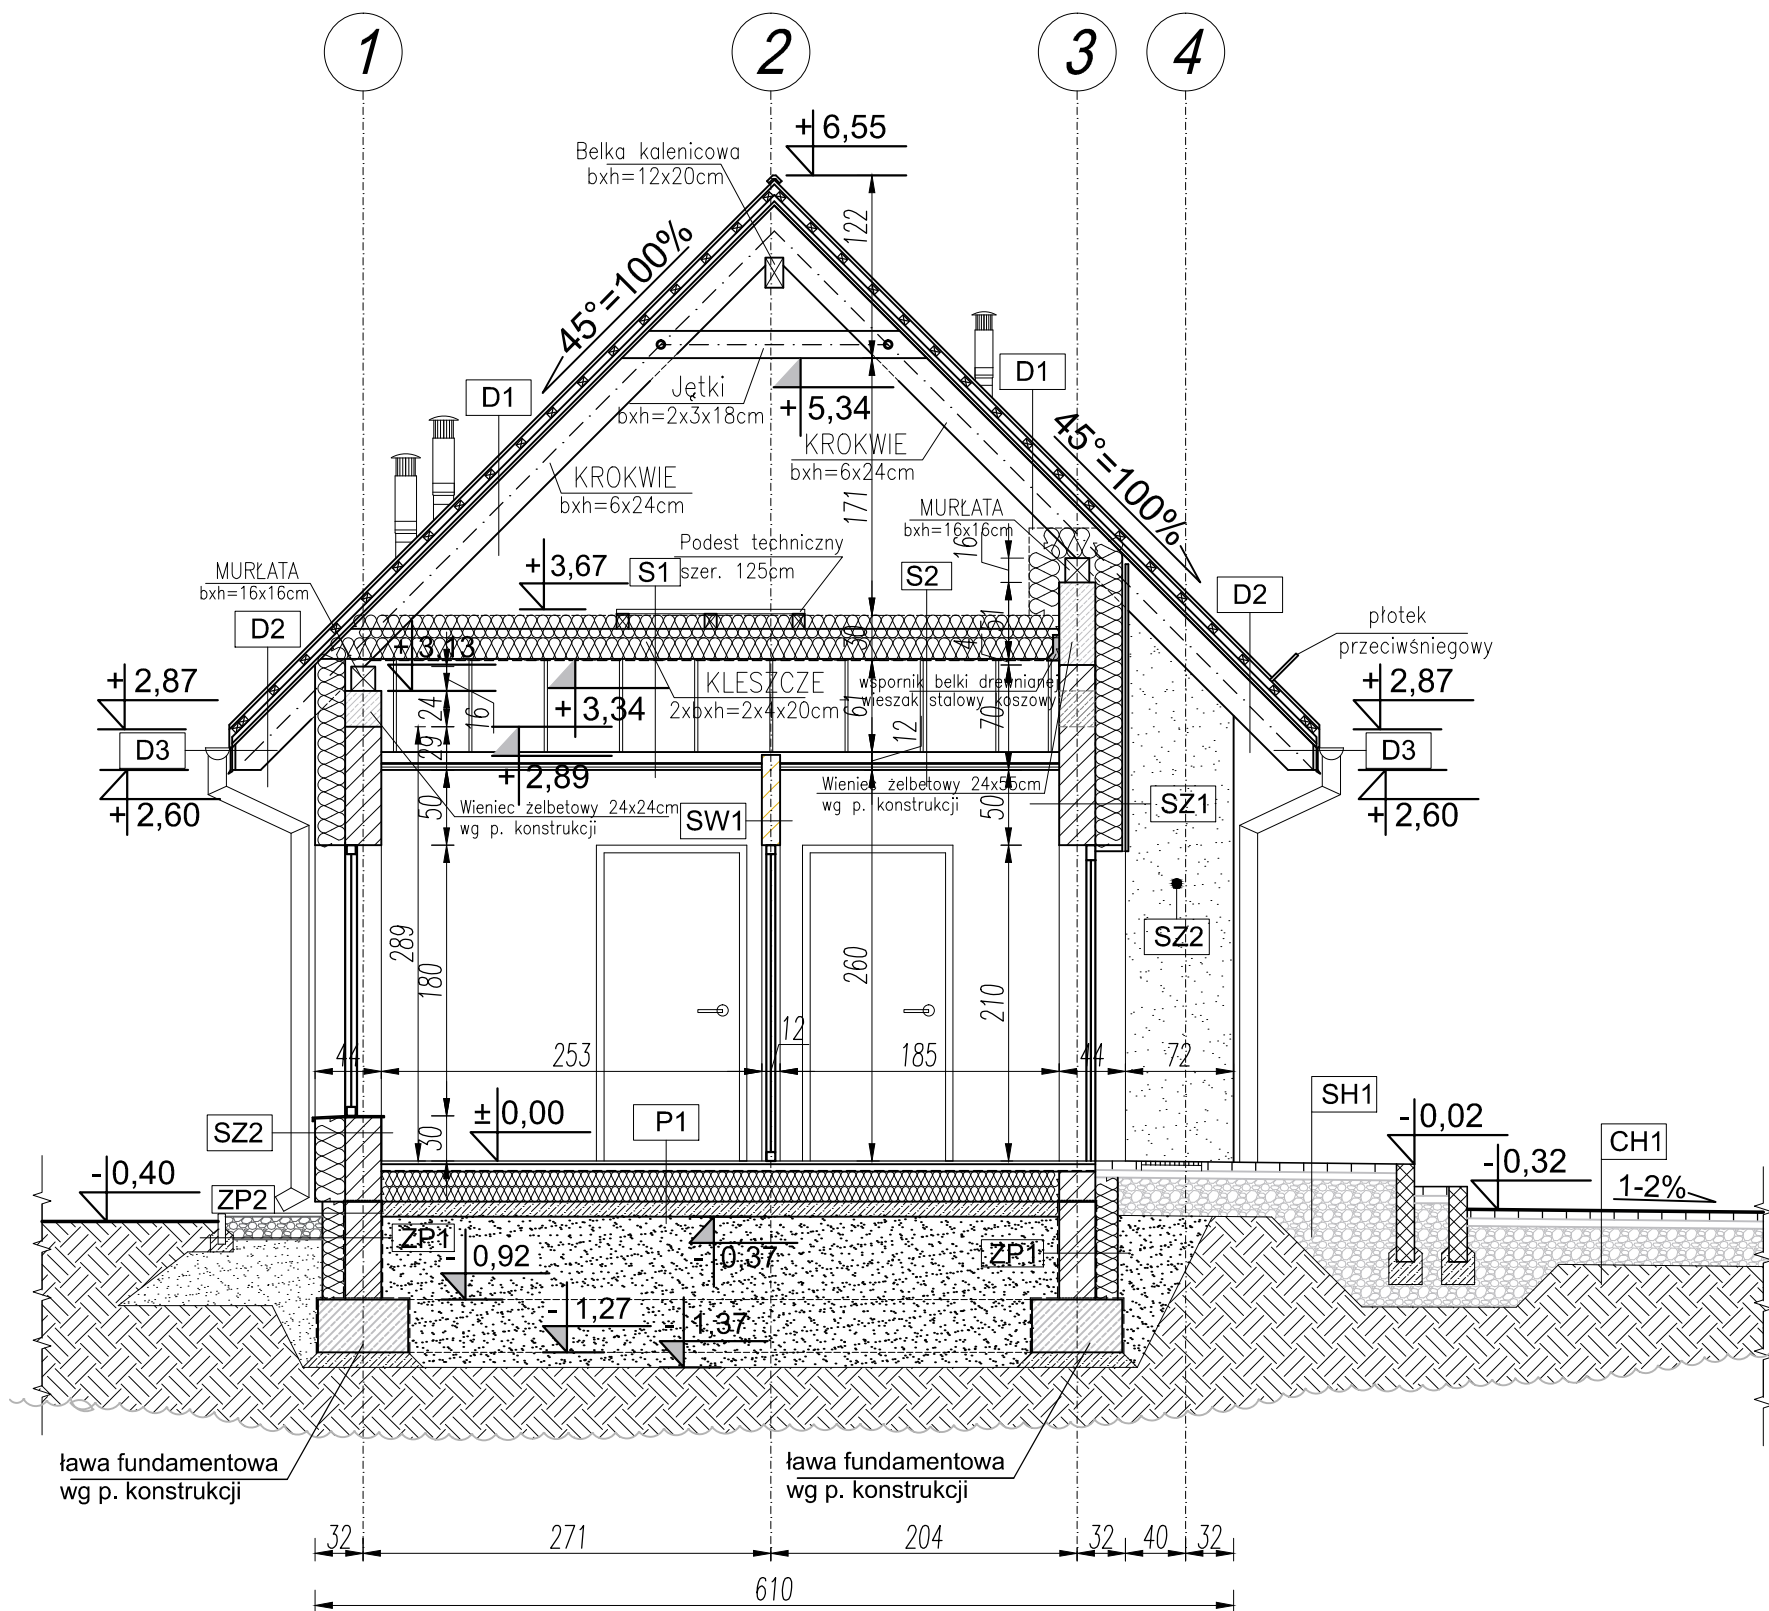 1 2 3 4
+6,55
Belka kalenicowa
bxh=12x20cm
122
45°=100%
45°=100%
D1
D1
Jętki
bxh=2x3x18cm
+5,34
KROKWIE
bxh=6x24cm
KROKWIE
bxh=6x24cm
171
MURŁATA
bxh=16x16cm
16
Podest techniczny
szer. 125cm
+3,67
S1
S2
MURŁATA
bxh=16x16cm
D2
D2
płotek
przeciwśniegowy
51
4
30
+3,13
+2,87
+2,87
KLESZCZE
2xbxh=2x4x20cm
wspornik belki drewnianej
wieszak stalowy koszowy
+3,34
24
16
61
70
12
29
D3
D3
+2,89
+2,60
+2,60
Wieniec żelbetowy 24x24cm
wg p. konstrukcji
Wieniec żelbetowy 24x55cm
wg p. konstrukcji
50
50
SW1
SZ1
SZ2
289
180
260
210
12
44 253 185 44 72
SH1
±0,00
P1
-0,02
SZ2
30
CH1
-0,40
-0,32
1-2%
ZP2
ZP1
ZP1
-0,92
-0,37
-1,27
-1,37
ława fundamentowa
wg p. konstrukcji
ława fundamentowa
wg p. konstrukcji
32 271 204 32 40 32
610